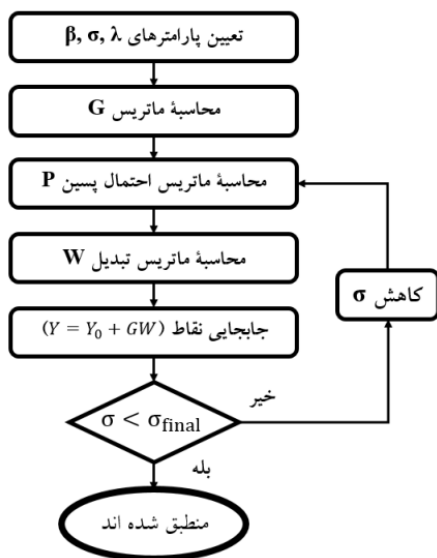 تعیین پارامترهای β, σ, λ
محاسبهٔ ماتریس G
محاسبهٔ ماتریس احتمال پسین P
محاسبهٔ ماتریس تبدیل W
کاهش σ
جابجایی نقاط (Y = Y₀ + GW)
خیر
σ < σ_final
بله
منطبق شده اند